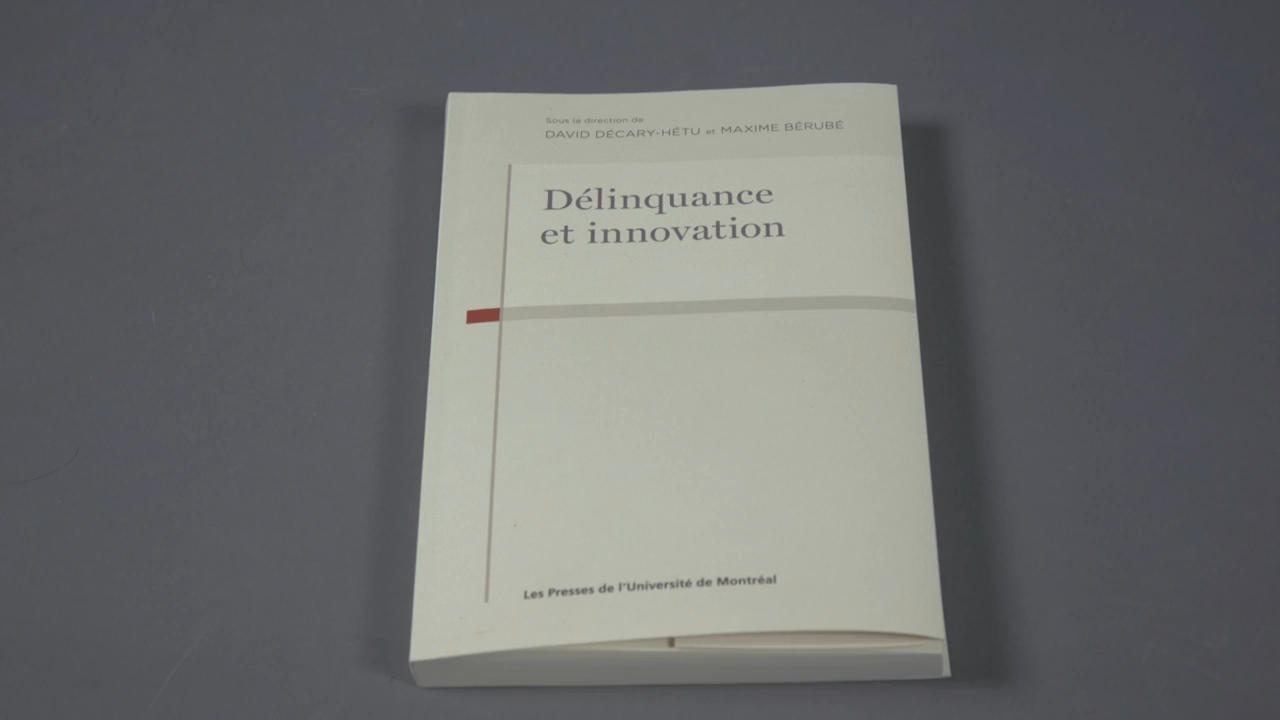 Sous la direction de
DAVID DÉCARY-HÉTU et MAXIME BÉRUBÉ
Délinquance
et innovation
Les Presses de l'Université de Montréal